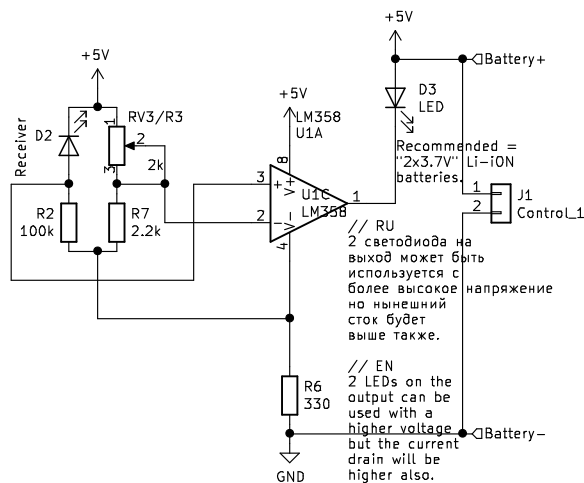 +5V
Battery+
+5V
RV3/R3
1
2
3
2k
D2
Receiver
+5V
LM358
U1A
8
D3
LED
Recommended =
"2x3.7V" Li-iON
batteries.
3
+
V+
U1C
LM358
2
-
V-
4
1
1
2
J1
Control_1
R2
100k
R7
2.2k
// RU
2 светодиода на
выход может быть
используется с
более высокое напряжение
но нынешний
сток будет
выше также.
// EN
2 LEDs on the
output can be
used with a
higher voltage
but the current
drain will be
higher also.
R6
330
Battery-
GND